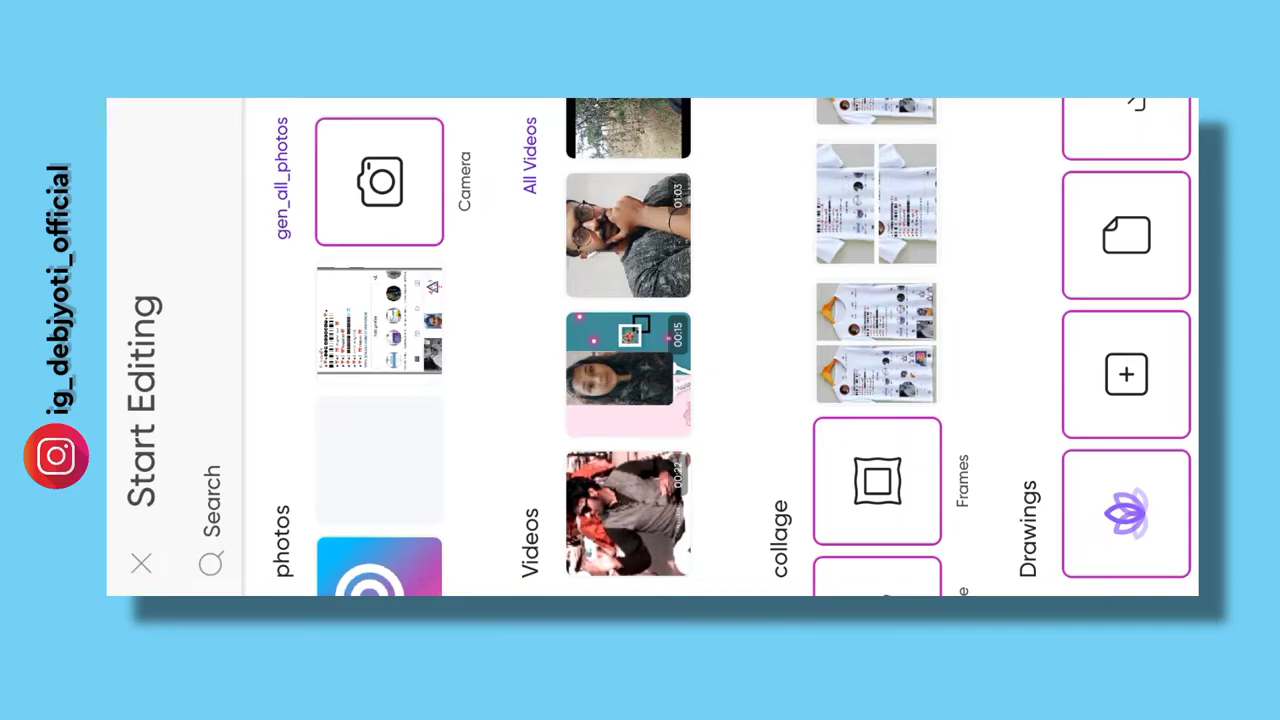 ig_debjyoti_official
Start Editing
Search
photos
gen_all_photos
Camera
Videos
All Videos
00:22
00:15
01:03
collage
Frames
Drawings